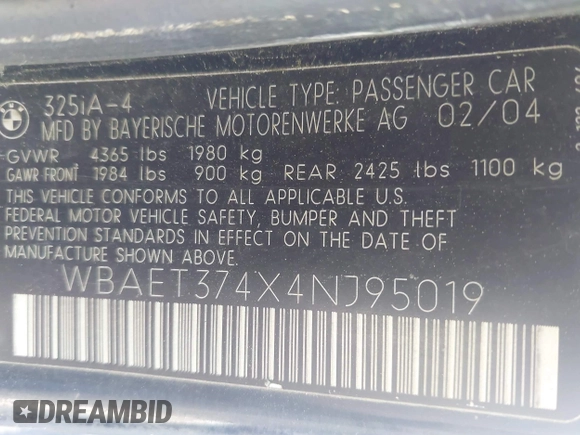 325iA-4 VEHICLE TYPE: PASSENGER CAR
MFD BY BAYERISCHE MOTORENWERKE AG 02/04
GVWR 4365 lbs 1980 kg
GAWR FRONT 1984 lbs 900 kg REAR 2425 lbs 1100 kg
THIS VEHICLE CONFORMS TO ALL APPLICABLE U.S.
FEDERAL MOTOR VEHICLE SAFETY, BUMPER AND THEFT
PREVENTION STANDARDS IN EFFECT ON THE DATE OF
MANUFACTURE SHOWN ABOVE.
WBAET374X4NJ95019
DREAMBID